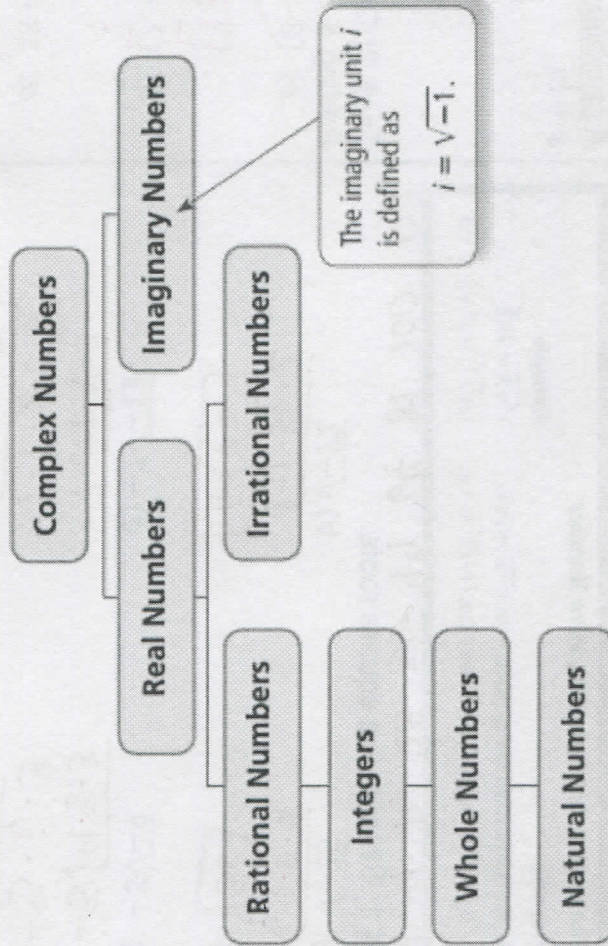 Complex Numbers
Real Numbers
Imaginary Numbers
Rational Numbers
Irrational Numbers
The imaginary unit i
is defined as
i = √−1.
Integers
Whole Numbers
Natural Numbers